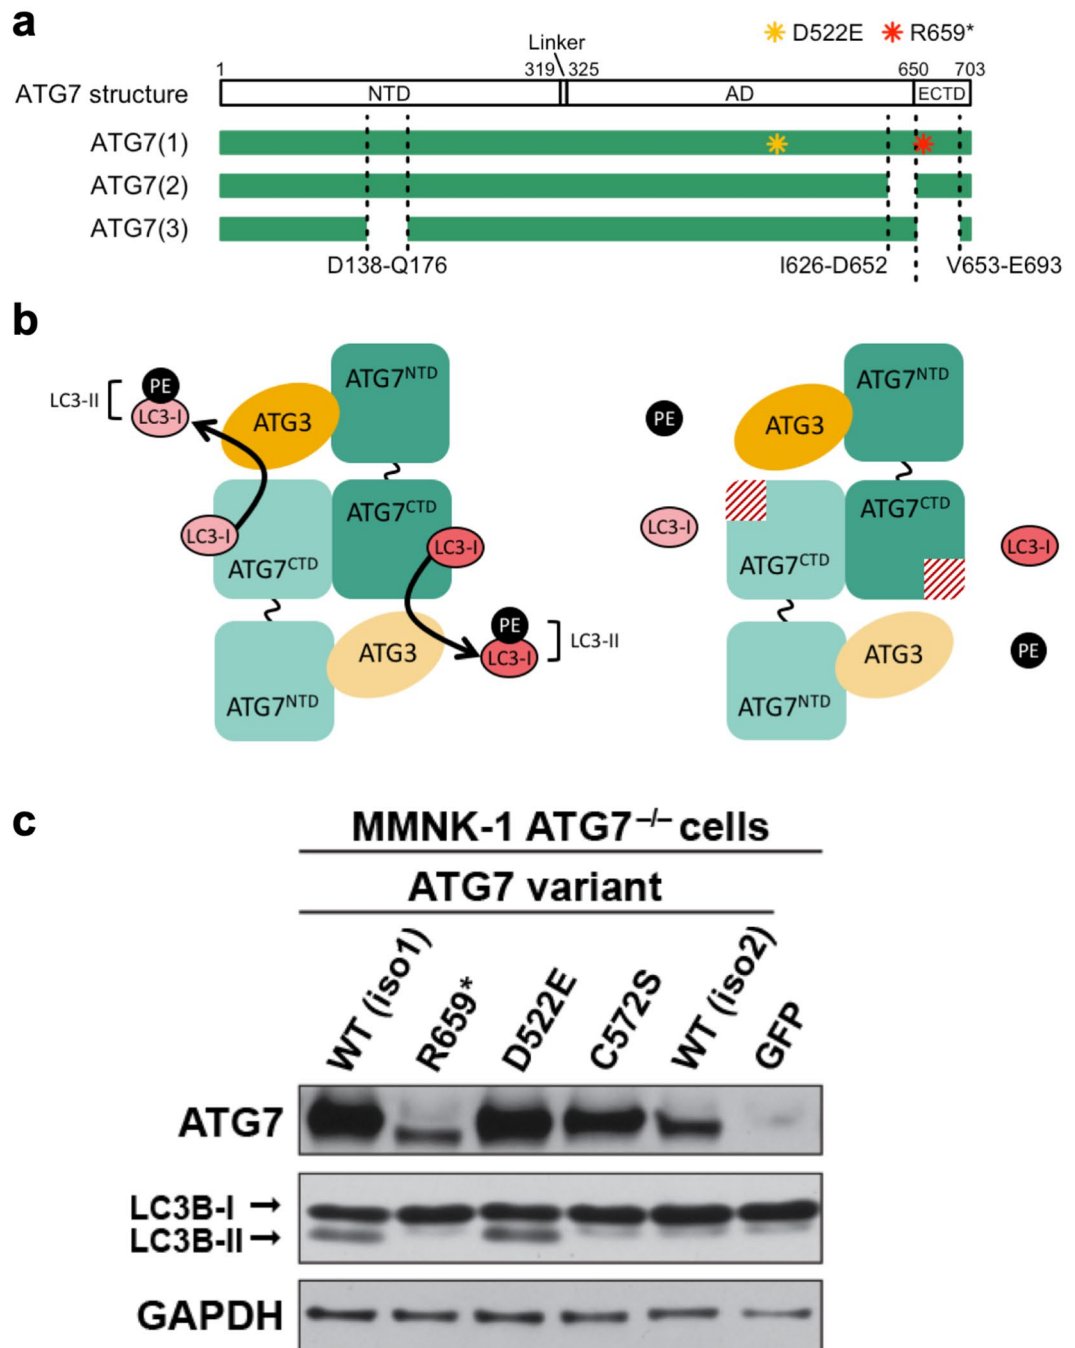 a
D522E R659*
Linker
1 319 325 650 703
ATG7 structure NTD AD ECTD
ATG7(1)
ATG7(2)
ATG7(3)
D138-Q176 I626-D652 V653-E693
b
PE
LC3-II LC3-I
ATG3
ATG7NTD
LC3-I
ATG7CTD
ATG7CTD
LC3-I
PE
LC3-I LC3-II
ATG3
ATG7NTD
PE
ATG3
ATG7NTD
LC3-I
ATG7CTD
ATG7CTD
LC3-I
ATG3
PE
ATG7NTD
c
MMNK-1 ATG7–/– cells
ATG7 variant
WT (iso1) R659* D522E C572S WT (iso2) GFP
ATG7
LC3B-I →
LC3B-II →
GAPDH